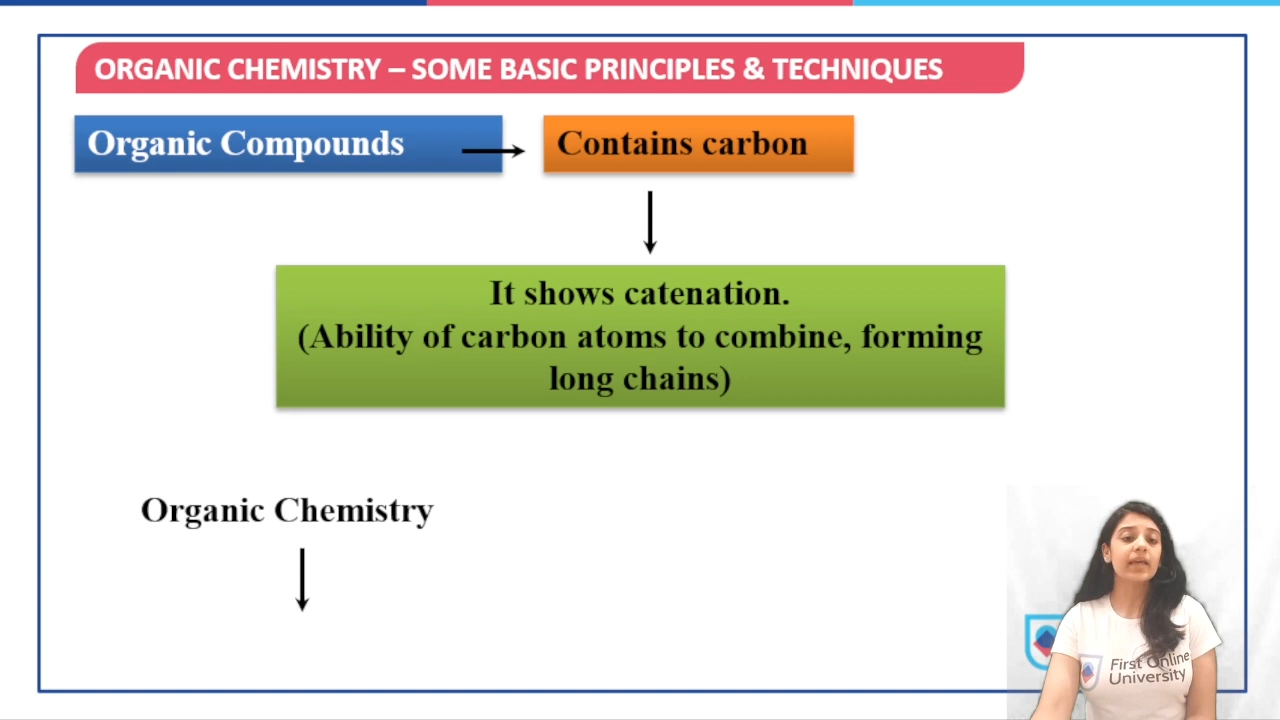 ORGANIC CHEMISTRY – SOME BASIC PRINCIPLES & TECHNIQUES
Organic Compounds
Contains carbon
It shows catenation.
(Ability of carbon atoms to combine, forming
long chains)
Organic Chemistry
First Online
University